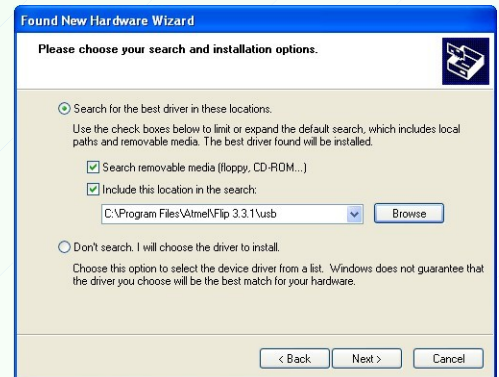 Found New Hardware Wizard
Please choose your search and installation options.
Search for the best driver in these locations.
Use the check boxes below to limit or expand the default search, which includes local
paths and removable media. The best driver found will be installed.
Search removable media (floppy, CD-ROM...)
Include this location in the search:
C:\Program Files\Atmel\Flip 3.3.1\usb
Browse
Don't search. I will choose the driver to install.
Choose this option to select the device driver from a list. Windows does not guarantee that
the driver you choose will be the best match for your hardware.
< Back
Next >
Cancel